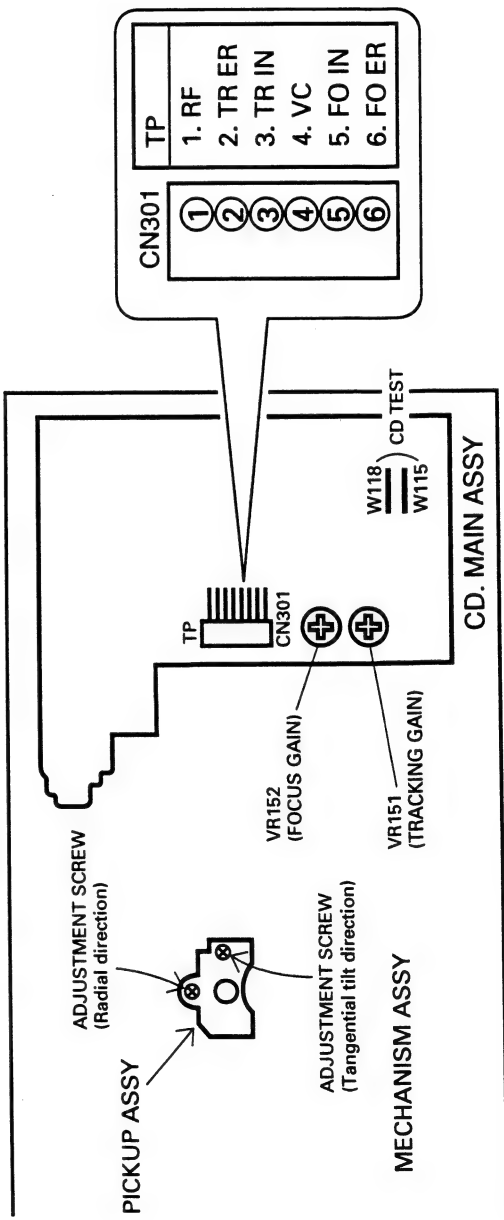 PICKUP ASSY
ADJUSTMENT SCREW
(Radial direction)
ADJUSTMENT SCREW
(Tangential tilt direction)
MECHANISM ASSY
VR152
(FOCUS GAIN)
VR151
(TRACKING GAIN)
TP
CN301
W118
W115
CD TEST
CD. MAIN ASSY
CN301
①
②
③
④
⑤
⑥
TP
1. RF
2. TR ER
3. TR IN
4. VC
5. FO IN
6. FO ER